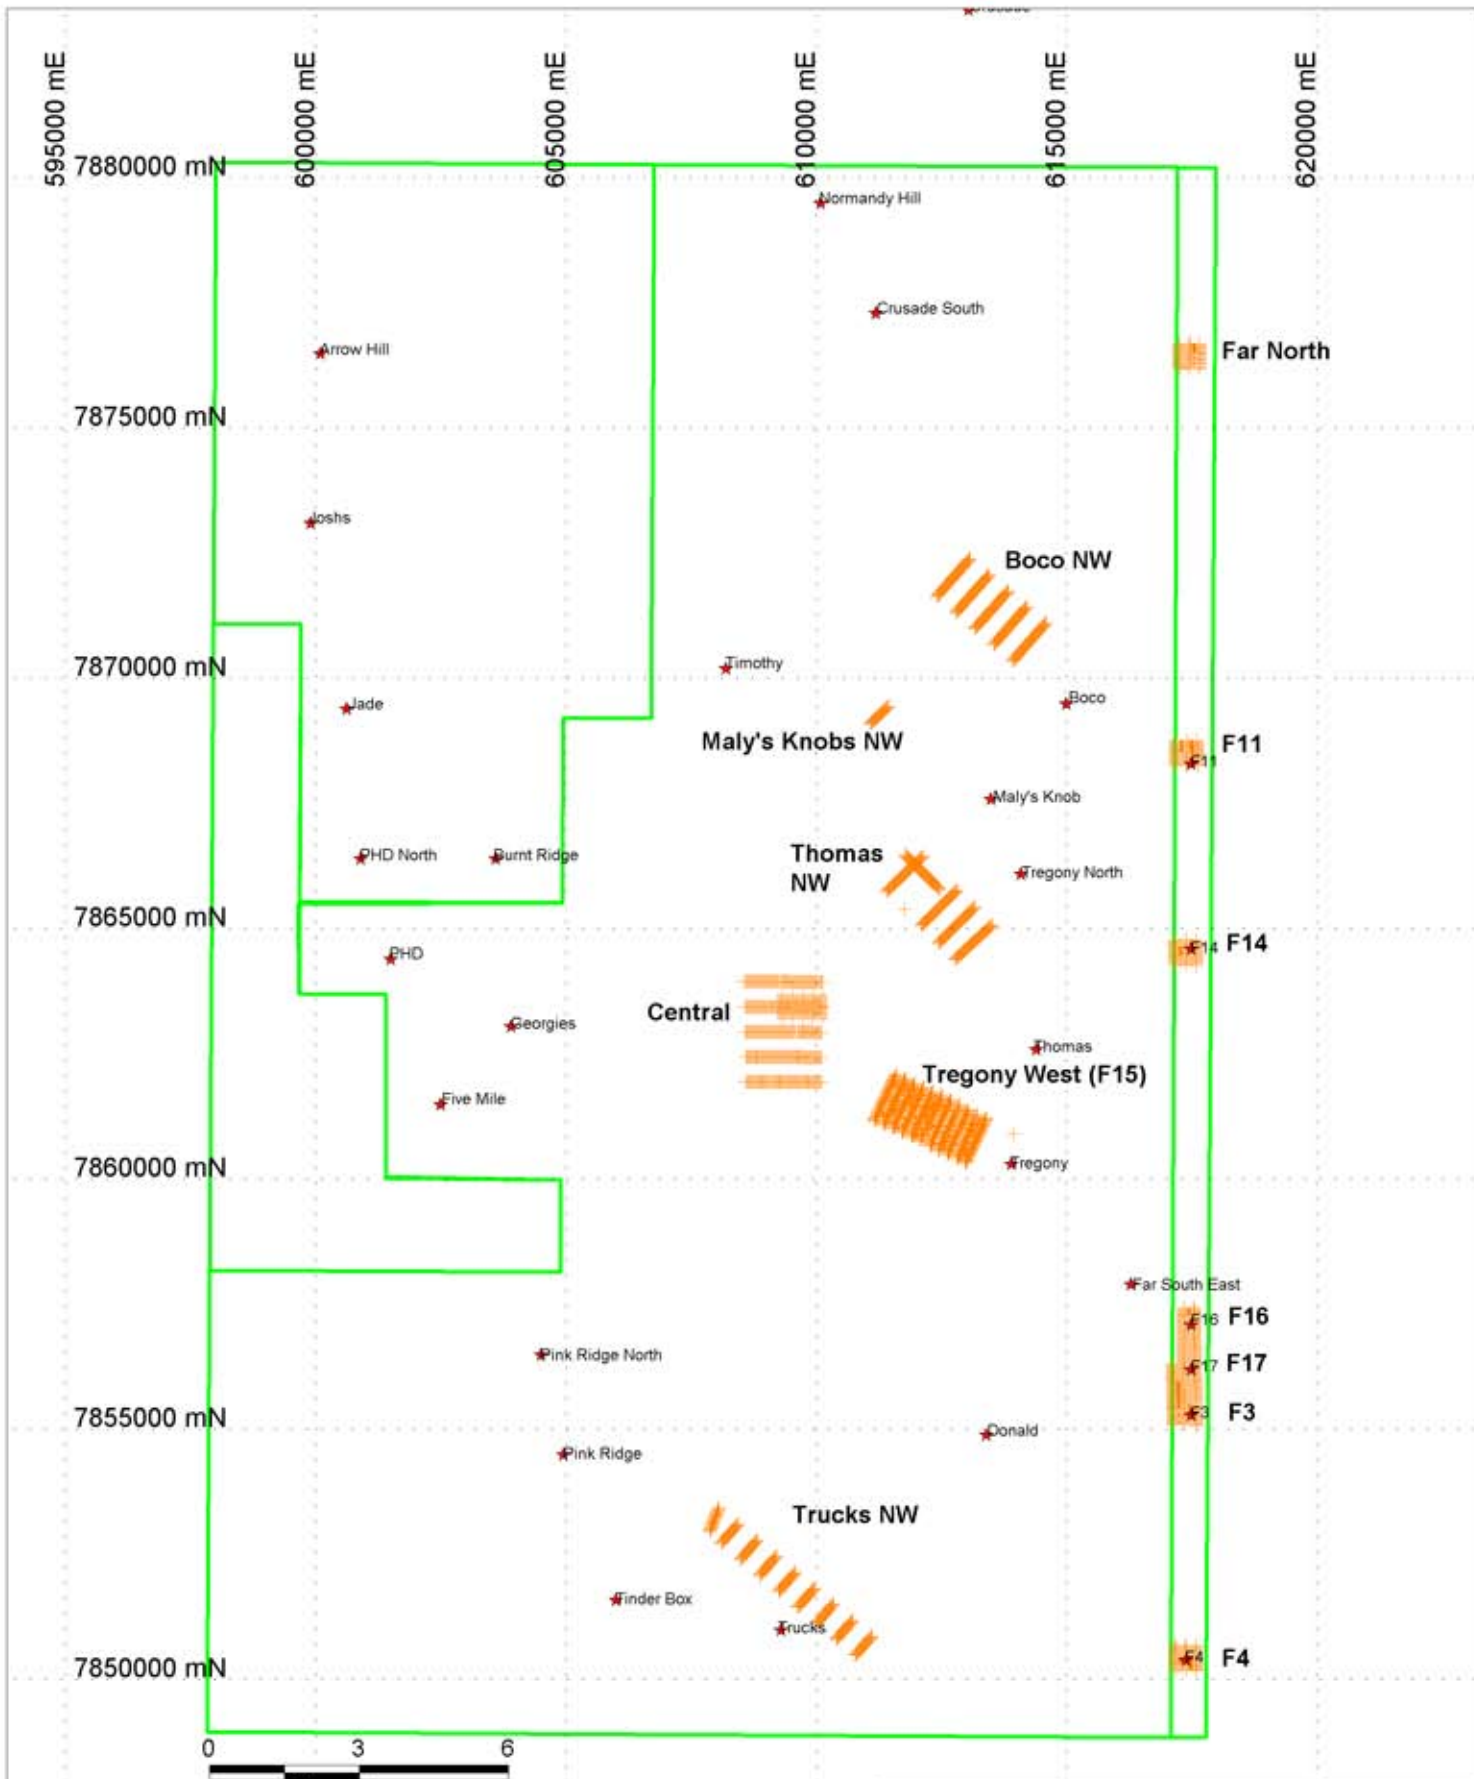 Crusade
595000 mE
600000 mE
605000 mE
610000 mE
615000 mE
620000 mE
7880000 mN
Normandy Hill
Crusade South
Arrow Hill
Far North
7875000 mN
Joshs
Boco NW
7870000 mN
Timothy
Boco
Jade
Maly's Knobs NW
F11
F11
Maly's Knob
PHD North
Burnt Ridge
Thomas
NW
Tregony North
7865000 mN
PHD
F14
F14
Central
Georgies
Thomas
Tregony West (F15)
Five Mile
7860000 mN
Tregony
Far South East
F16
F16
Pink Ridge North
F17
F17
7855000 mN
F3
F3
Donald
Pink Ridge
Trucks NW
Tinder Box
Trucks
7850000 mN
F4
F4
0
3
6